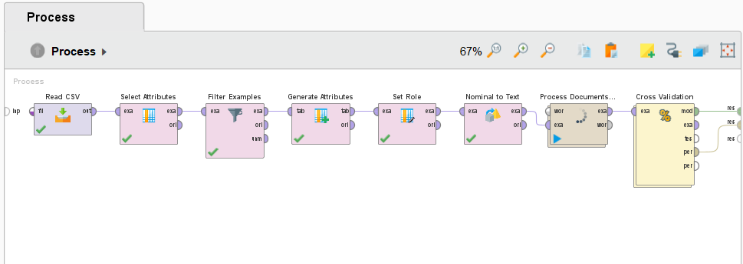 Process
Process
67%
Process
Read CSV
Select Attributes
Filter Examples
Generate Attributes
Set Role
Nominal to Text
Process Documents...
Cross Validation
inp
fil
out
exa
exa
ori
exa
exa
ori
tab
tab
ori
exa
exa
ori
exa
exa
ori
wor
exa
exa
wor
exa
mod
exa
tes
per
per
res
res
res